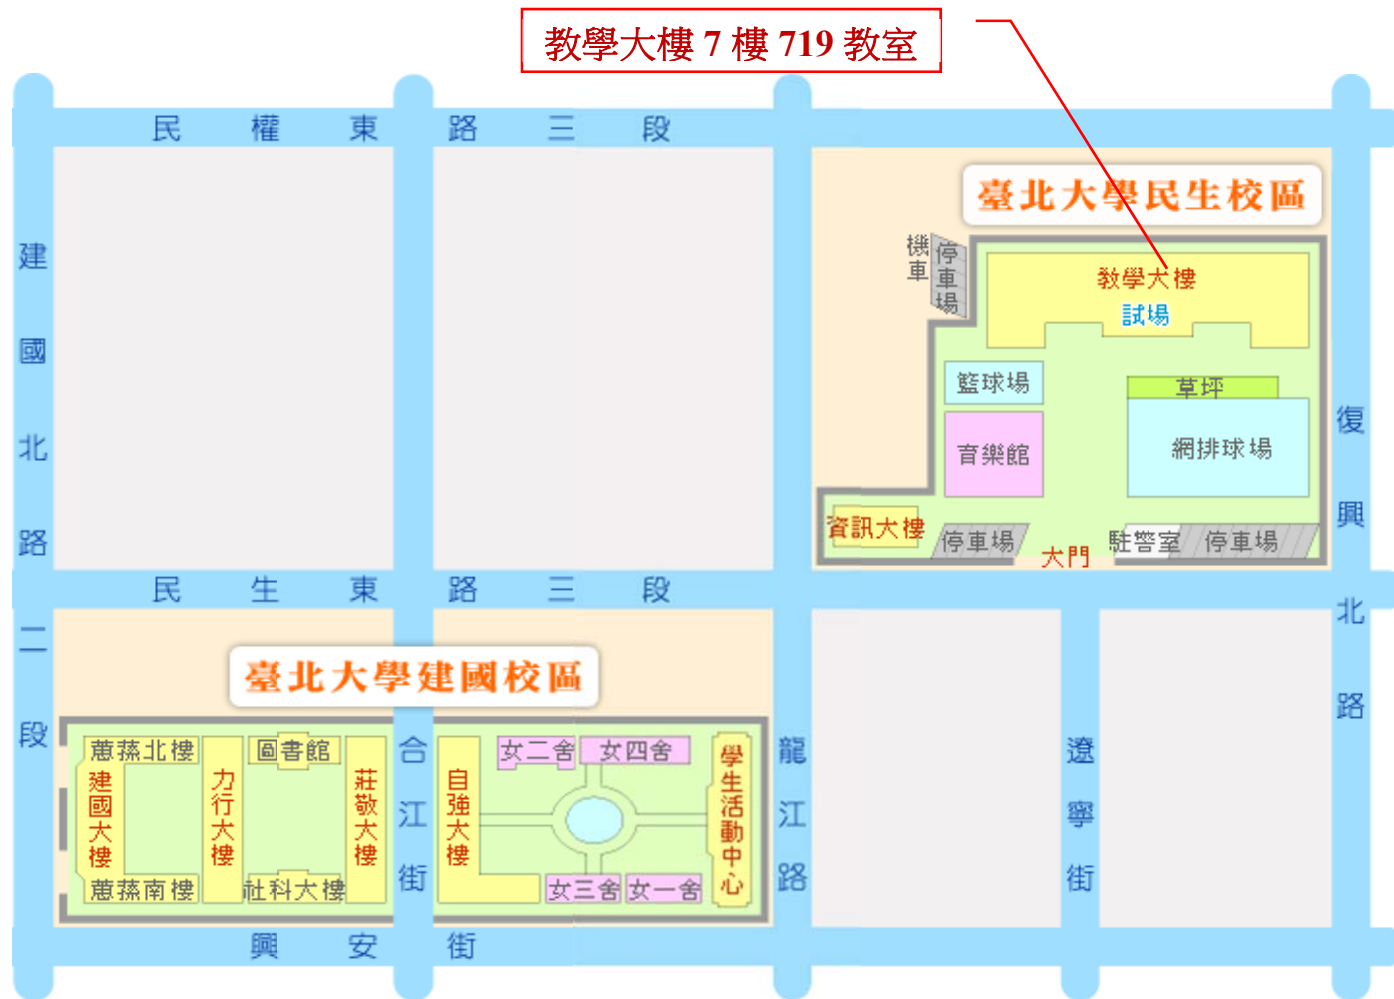 教學大樓 7 樓 719 教室
民權東路三段
臺北大學民生校區
建國北路二段
機車
停車場
教學大樓
試場
籃球場
草坪
復興北路
網排球場
育樂館
資訊大樓
停車場
大門
駐警室
停車場
民生東路三段
臺北大學建國校區
蕙蓀北樓
圖書館
女二舍
女四舍
合江街
龍江路
遼寧街
建國大樓
力行大樓
莊敬大樓
自強大樓
學生活動中心
蕙蓀南樓
社科大樓
女三舍
女一舍
興安街